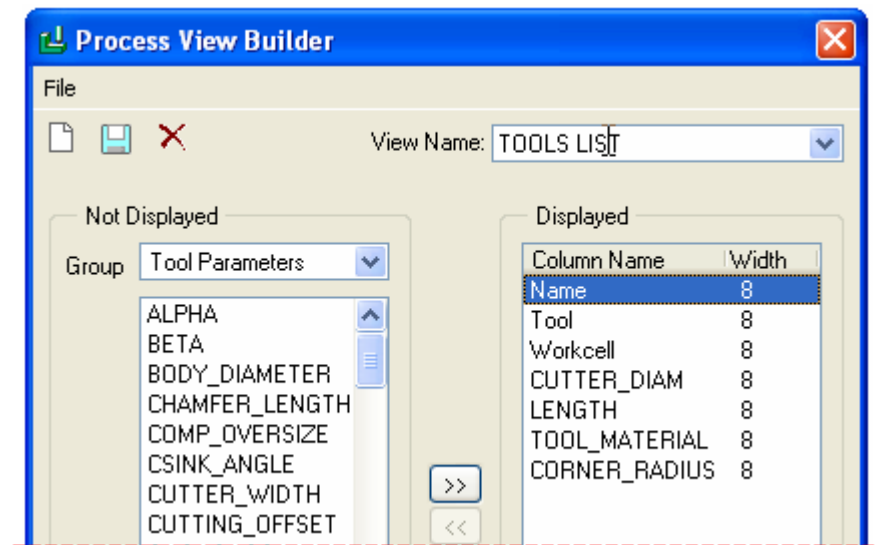 Process View Builder
File
View Name: TOOLS LIST
Not Displayed
Group Tool Parameters
ALPHA
BETA
BODY_DIAMETER
CHAMFER_LENGTH
COMP_OVERSIZE
CSINK_ANGLE
CUTTER_WIDTH
CUTTING_OFFSET
>>
<<
Displayed
Column Name Width
Name 8
Tool 8
Workcell 8
CUTTER_DIAM 8
LENGTH 8
TOOL_MATERIAL 8
CORNER_RADIUS 8